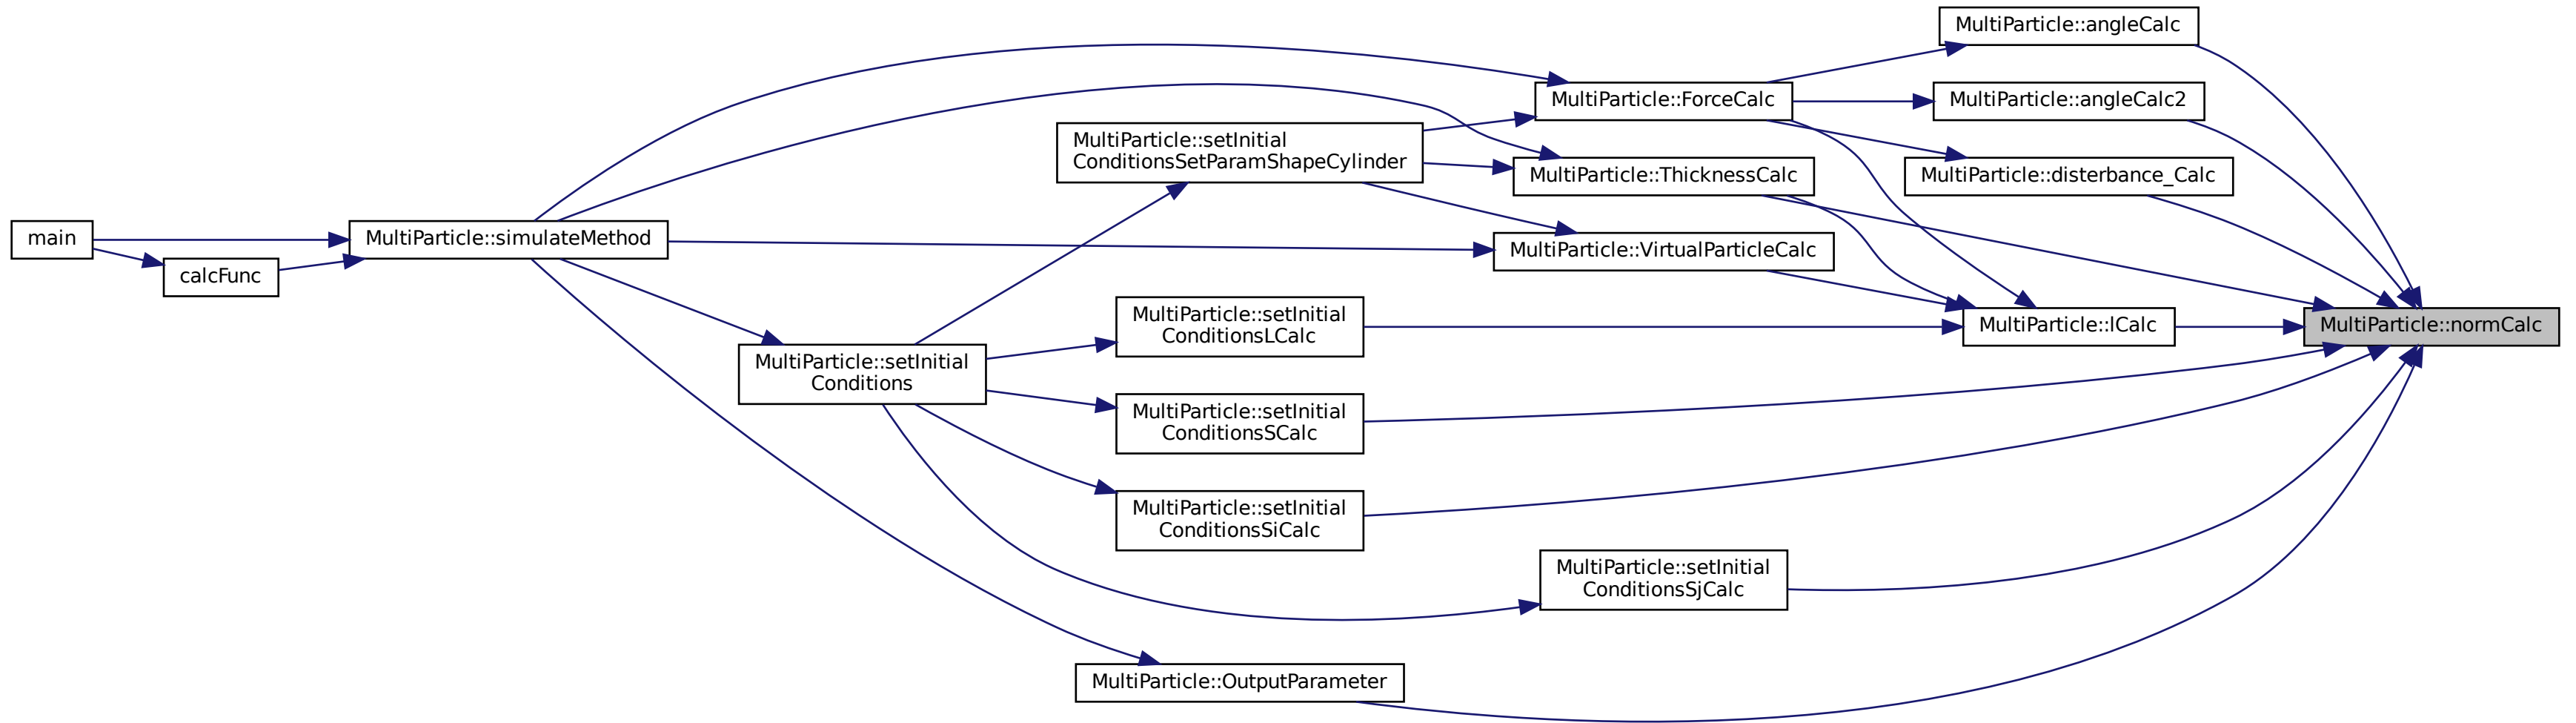 main
calcFunc
MultiParticle::simulateMethod
MultiParticle::setInitial
Conditions
MultiParticle::setInitial
ConditionsSetParamShapeCylinder
MultiParticle::setInitial
ConditionsLCalc
MultiParticle::setInitial
ConditionsSCalc
MultiParticle::setInitial
ConditionsSiCalc
MultiParticle::OutputParameter
MultiParticle::ForceCalc
MultiParticle::ThicknessCalc
MultiParticle::VirtualParticleCalc
MultiParticle::setInitial
ConditionsSjCalc
MultiParticle::angleCalc
MultiParticle::angleCalc2
MultiParticle::disterbance_Calc
MultiParticle::lCalc
MultiParticle::normCalc